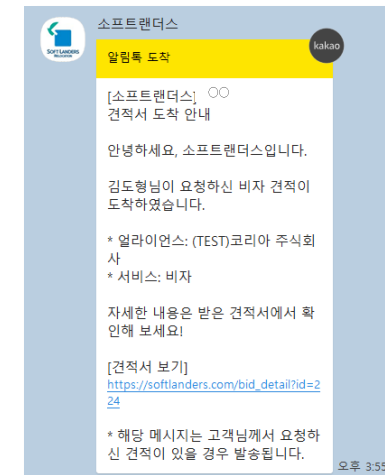 소프트랜더스
SOFT LANDERS
RELOCATION
kakao
알림톡 도착
[소프트랜더스] ○○
견적서 도착 안내
안녕하세요, 소프트랜더스입니다.
김도형님이 요청하신 비자 견적이
도착하였습니다.
* 얼라이언스: (TEST)코리아 주식회
사
* 서비스: 비자
자세한 내용은 받은 견적서에서 확
인해 보세요!
[견적서 보기]
https://softlanders.com/bid_detail?id=2
24
* 해당 메시지는 고객님께서 요청하
신 견적이 있을 경우 발송됩니다.
오후 3:55